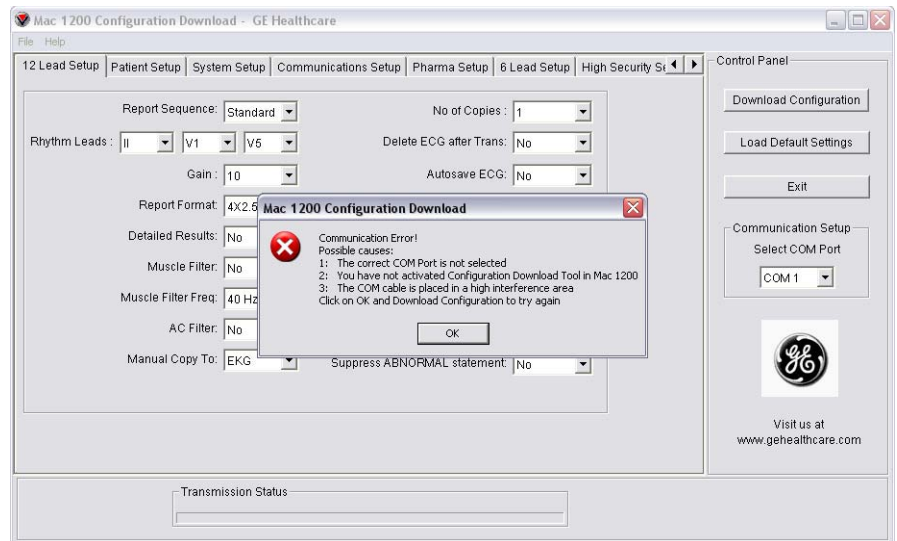 Mac 1200 Configuration Download - GE Healthcare
File Help
12 Lead Setup Patient Setup System Setup Communications Setup Pharma Setup 6 Lead Setup High Security
Control Panel
Report Sequence: Standard
No of Copies : 1
Download Configuration
Rhythm Leads : II V1 V5
Delete ECG after Trans: No
Load Default Settings
Gain : 10
Autosave ECG: No
Exit
Report Format: 4X2.5
Mac 1200 Configuration Download
Communication Error!
Possible causes:
1: The correct COM Port is not selected
2: You have not activated Configuration Download Tool in Mac 1200
3: The COM cable is placed in a high interference area
Click on OK and Download Configuration to try again
OK
Detailed Results: No
Muscle Filter: No
Muscle Filter Freq: 40 Hz
AC Filter: No
Manual Copy To: EKG
Suppress ABNORMAL statement: No
Communication Setup
Select COM Port
COM 1
GE
Visit us at
www.gehealthcare.com
Transmission Status